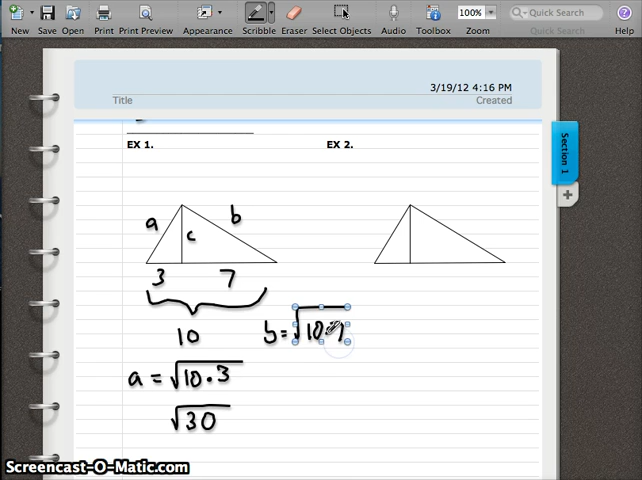 New Save Open Print Print Preview Appearance Scribble Eraser Select Objects Audio Toolbox 100% Zoom Quick Search Quick Search Help
3/19/12 4:16 PM
Title Created
EX 1. EX 2.
Section 1
a b
c
3 7
10 b = √10·7
a = √10·3
√30
Screencast-O-Matic.com